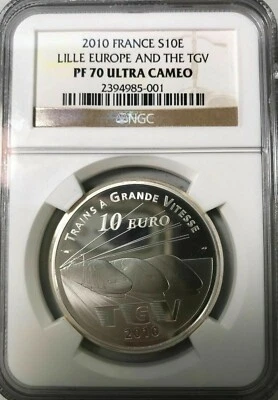 2010 FRANCE S10E
LILLE EUROPE AND THE TGV
PF 70 ULTRA CAMEO
2394985-001
NGC
TRAINS À GRANDE VITESSE
10 EURO
TGV
2010